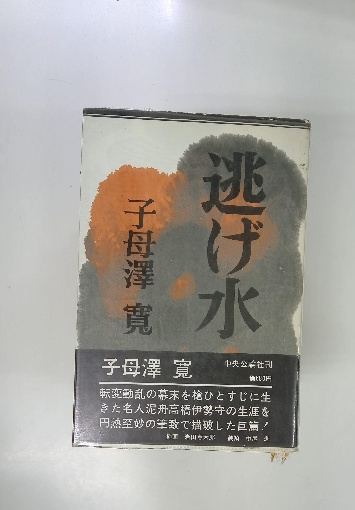 逃げ水
子母澤 寛
子母澤 寛
中央公論社刊
転変動乱の幕末を槍ひとすじに生
きた名人泥舟高橋伊勢守の生涯を
円熟至妙の筆致で描破した巨篇!